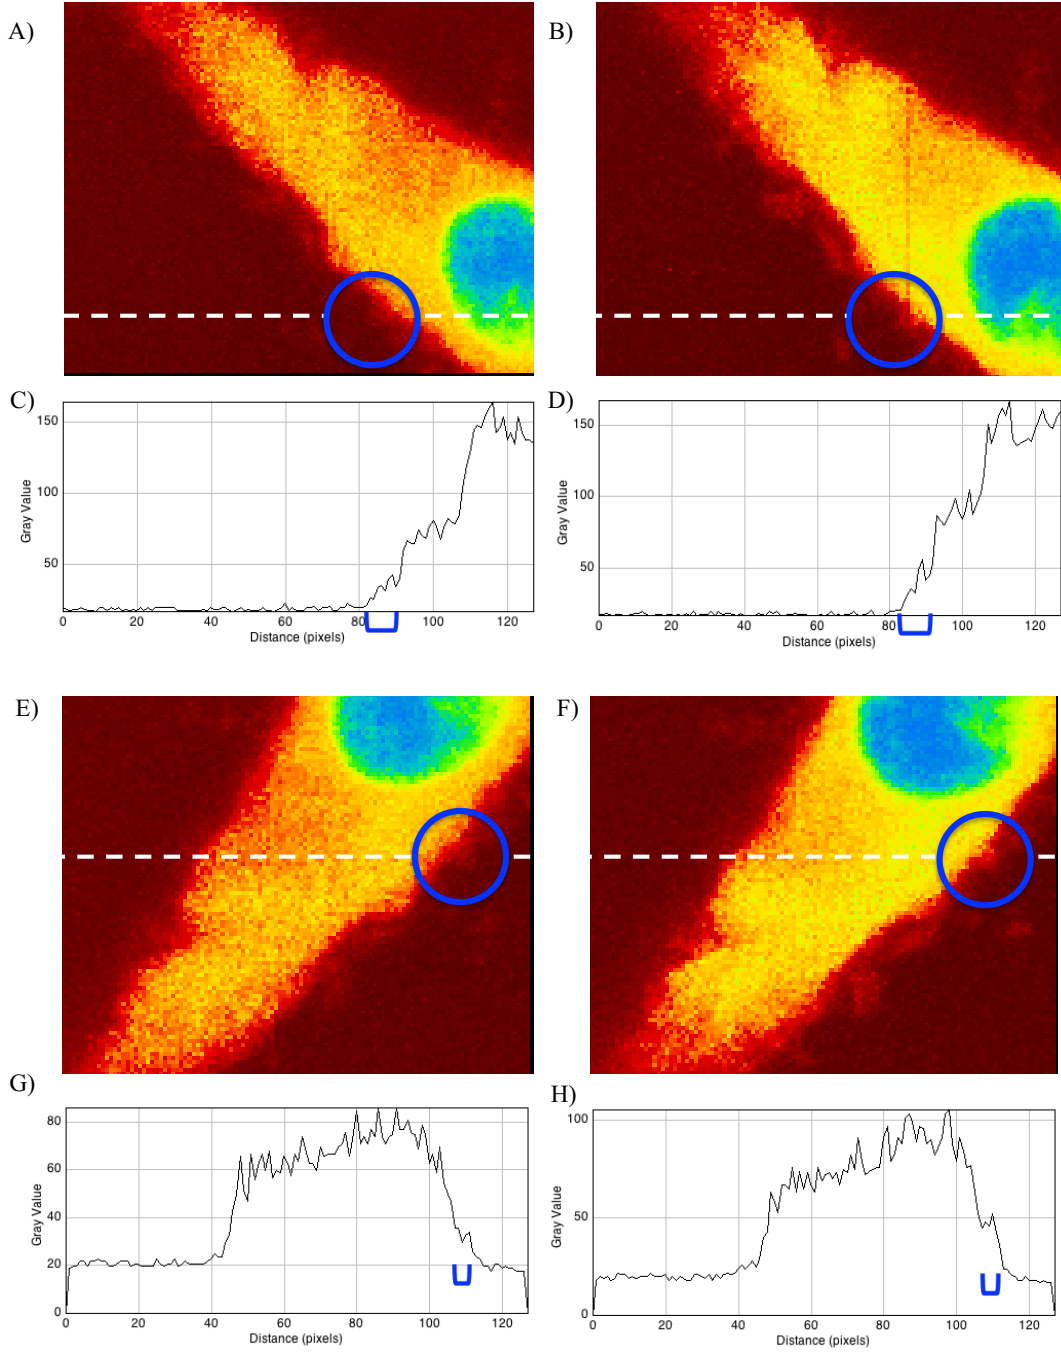 A) B)
C) D)
150 150
100 100
50 50
Gray Value Gray Value
0 20 40 60 80 100 120 0 20 40 60 80 100 120
Distance (pixels) Distance (pixels)
E) F)
G) H)
80 100
60
40 50
20
0 0
Gray Value Gray Value
0 20 40 60 80 100 120 0 20 40 60 80 100 120
Distance (pixels) Distance (pixels)